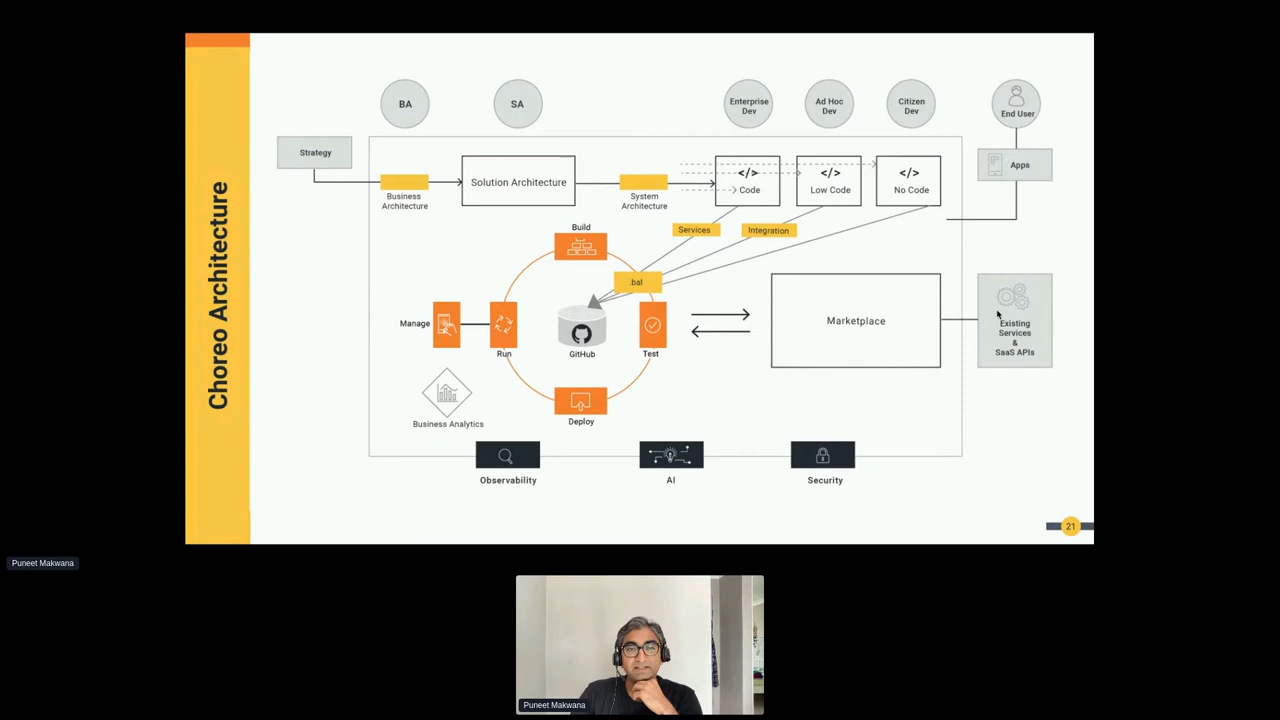 Choreo Architecture
BA
SA
Enterprise
Dev
Ad Hoc
Dev
Citizen
Dev
End User
Strategy
Business
Architecture
Solution Architecture
System
Architecture
</>
Code
</>
Low Code
</>
No Code
Apps
Services
Integration
Build
.bal
Manage
Run
GitHub
Test
Deploy
Business Analytics
Marketplace
Existing
Services
&
SaaS APIs
Observability
AI
Security
21
Puneet Makwana
Puneet Makwana